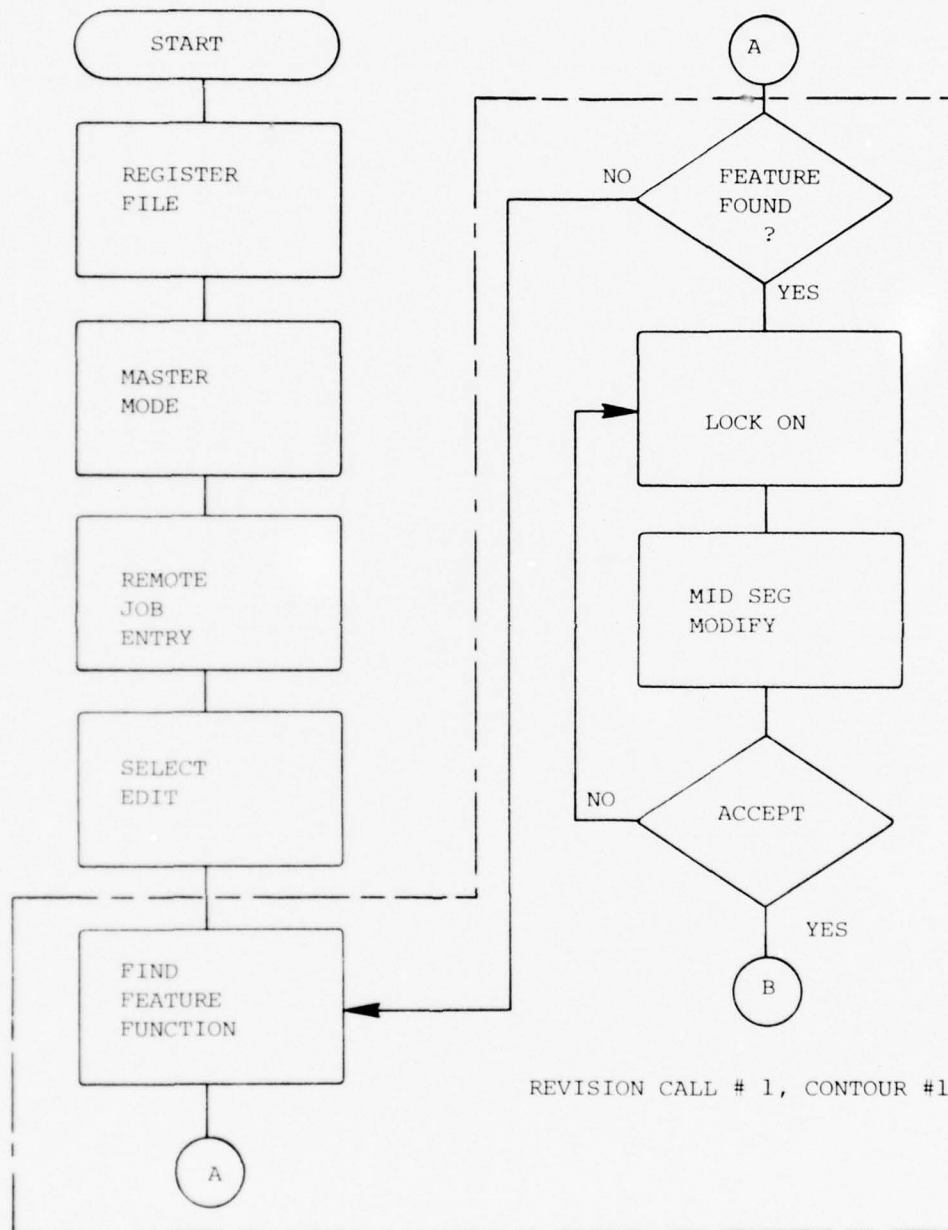 START
REGISTER
FILE
MASTER
MODE
REMOTE
JOB
ENTRY
SELECT
EDIT
FIND
FEATURE
FUNCTION
A
A
FEATURE
FOUND
?
NO
YES
LOCK ON
MID SEG
MODIFY
ACCEPT
NO
YES
B
REVISION CALL # 1, CONTOUR #1